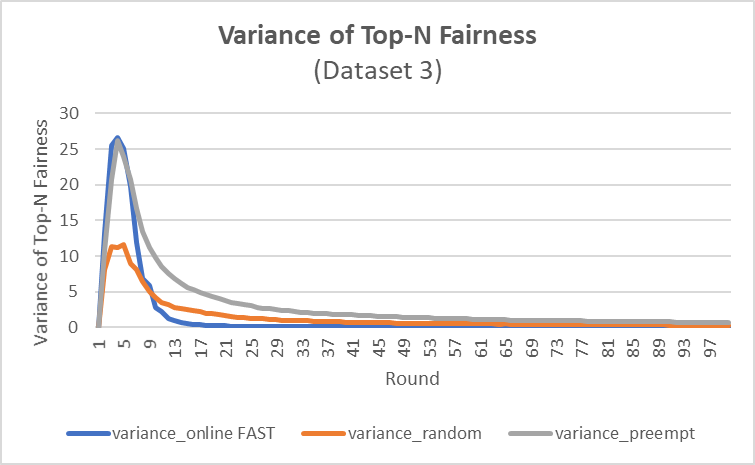 Variance of Top-N Fairness
(Dataset 3)
Variance of Top-N Fairness
30
25
20
15
10
5
0
1 5 9 13 17 21 25 29 33 37 41 45 49 53 57 61 65 69 73 77 81 85 89 93 97
Round
variance_online FAST variance_random variance_preempt